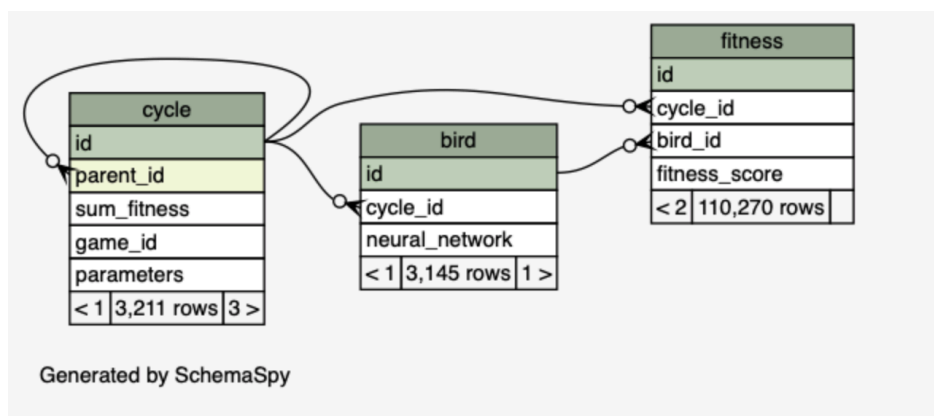 cycle
id
parent_id
sum_fitness
game_id
parameters
< 1 3,211 rows 3 >
bird
id
cycle_id
neural_network
< 1 3,145 rows 1 >
fitness
id
cycle_id
bird_id
fitness_score
< 2 110,270 rows
Generated by SchemaSpy